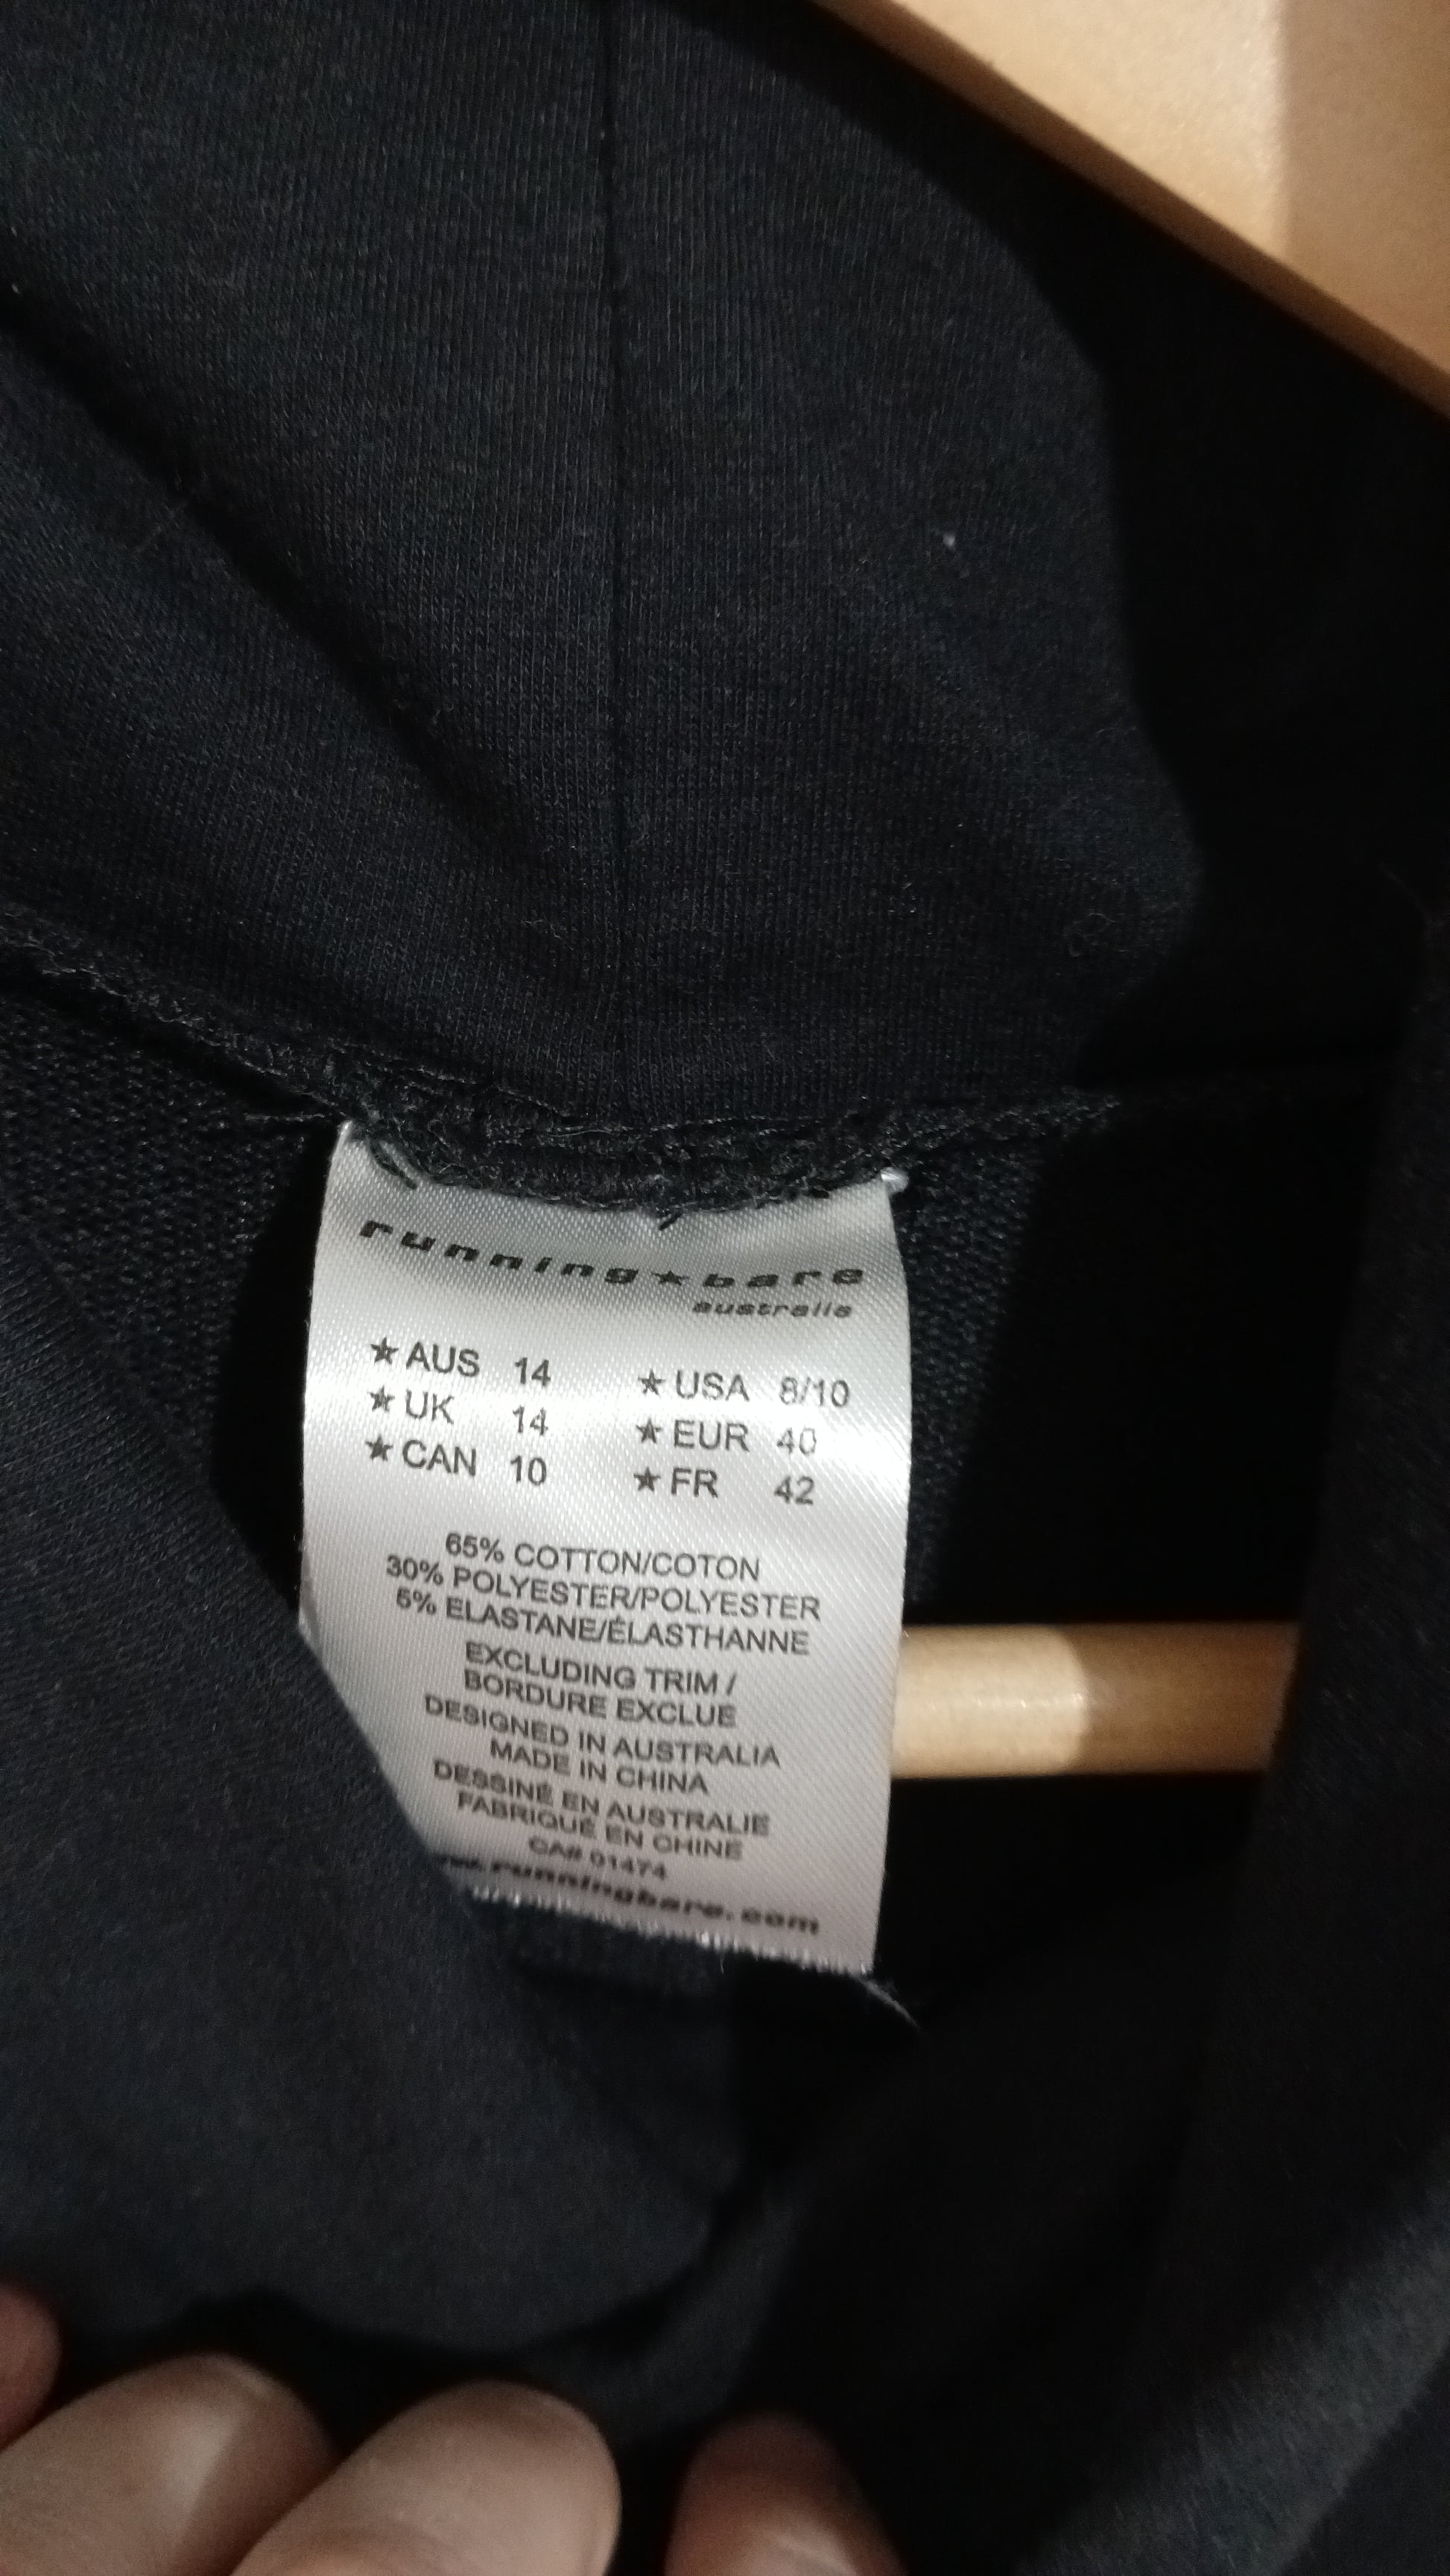 running★bare
australia
★ AUS 14 ★ USA 8/10
★ UK 14 ★ EUR 40
★ CAN 10 ★ FR 42
65% COTTON/COTON
30% POLYESTER/POLYESTER
5% ELASTANE/ÉLASTHANNE
EXCLUDING TRIM /
BORDURE EXCLUE
DESIGNED IN AUSTRALIA
MADE IN CHINA
DESSINÉ EN AUSTRALIE
FABRIQUÉ EN CHINE
CA# 01474
.runningbare.com